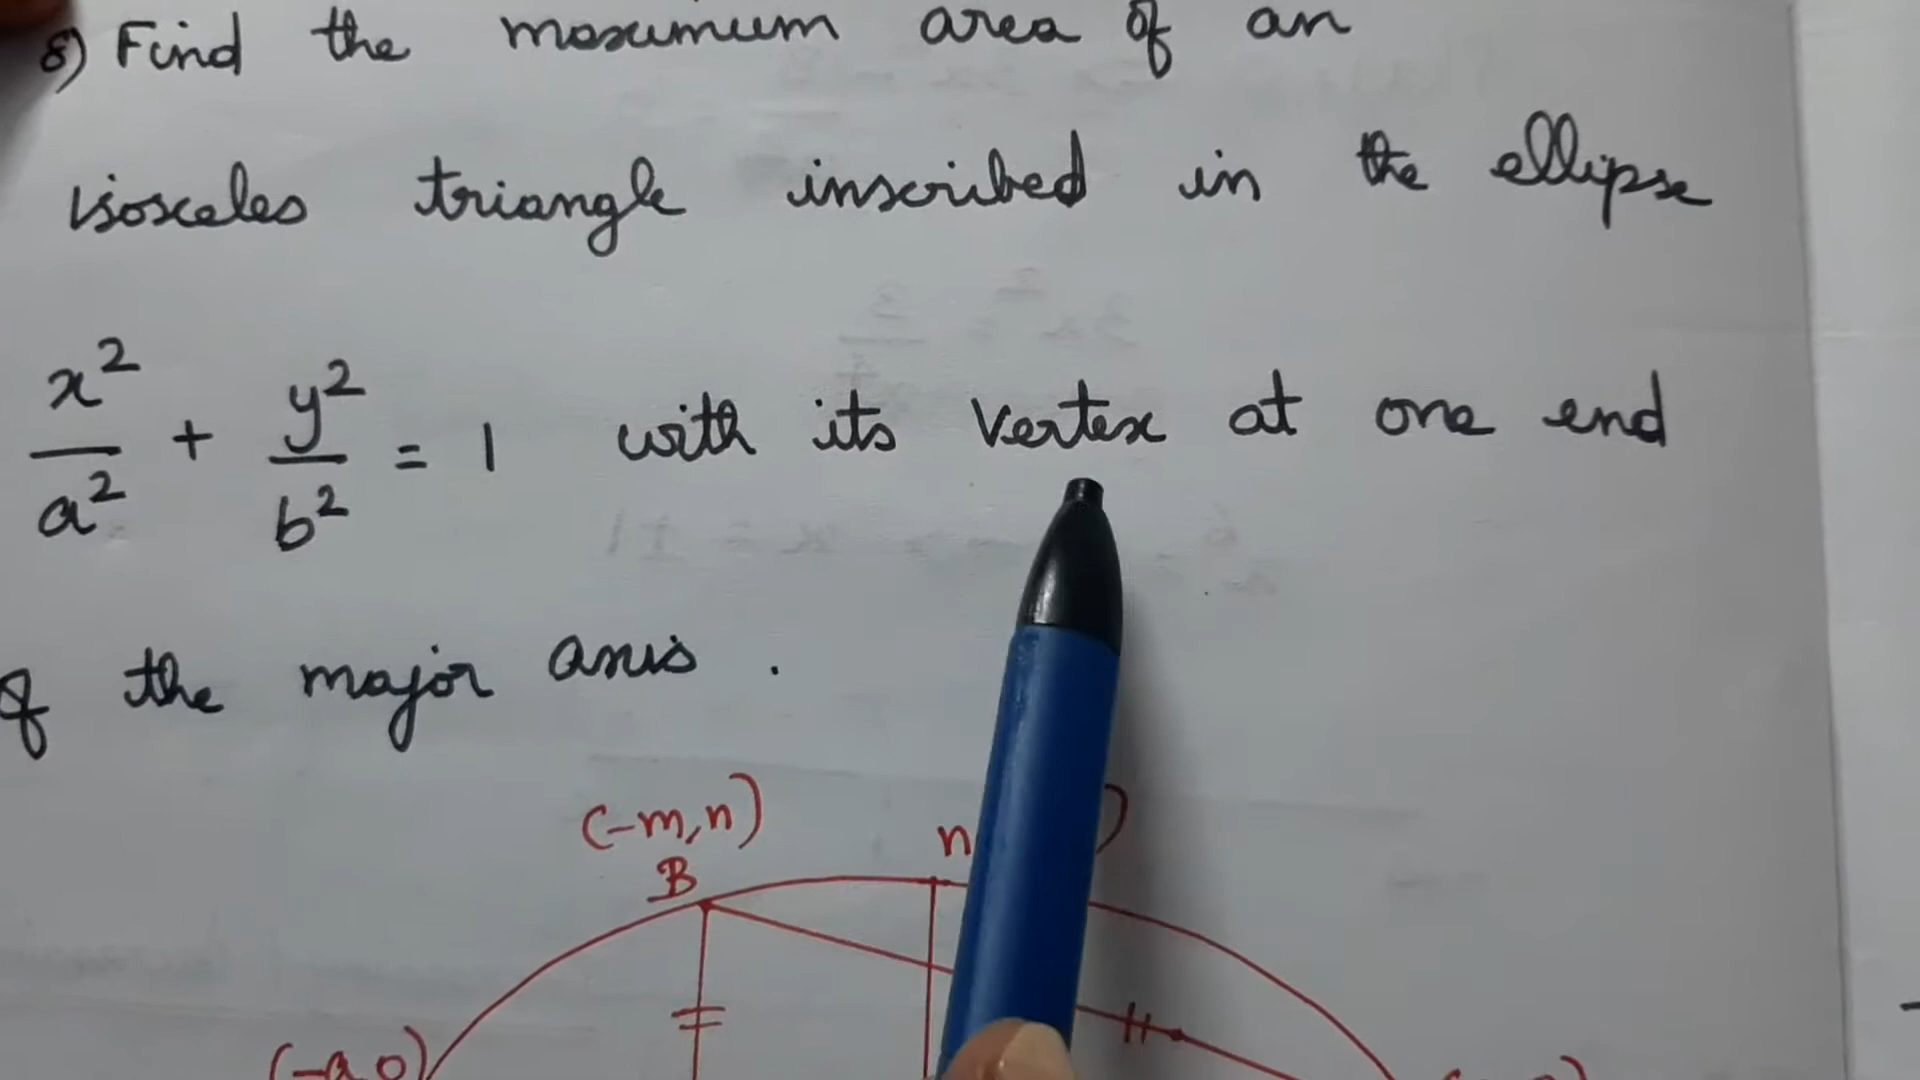 8) Find the maximum area of an
isosceles triangle inscribed in the ellipse
x²/a² + y²/b² = 1 with its vertex at one end
of the major axis .
(-m,n)
n )
B
(-a,0) )